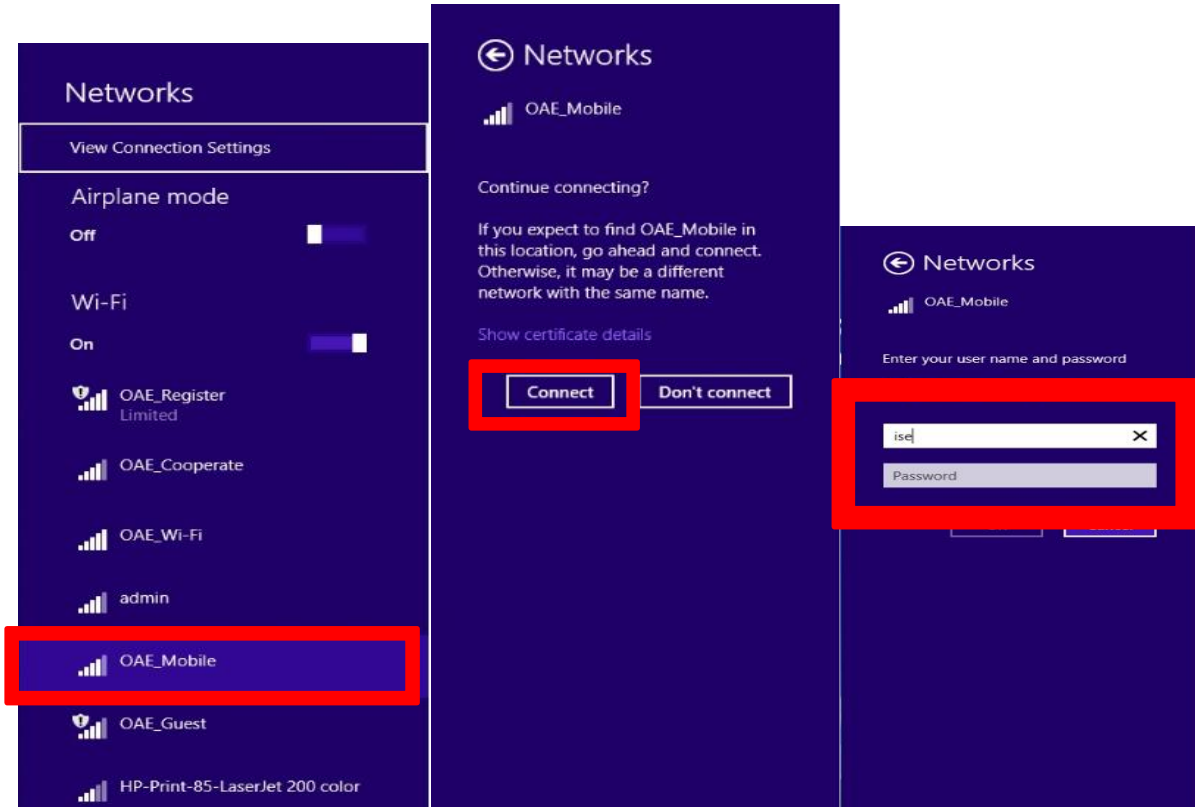 Networks
View Connection Settings
Airplane mode
Off
Wi-Fi
On
OAE_Register
Limited
OAE_Cooperate
OAE_Wi-Fi
admin
OAE_Mobile
OAE_Guest
HP-Print-85-LaserJet 200 color
Networks
OAE_Mobile
Continue connecting?
If you expect to find OAE_Mobile in
this location, go ahead and connect.
Otherwise, it may be a different
network with the same name.
Show certificate details
Connect
Don't connect
Networks
OAE_Mobile
Enter your user name and password
ise
Password